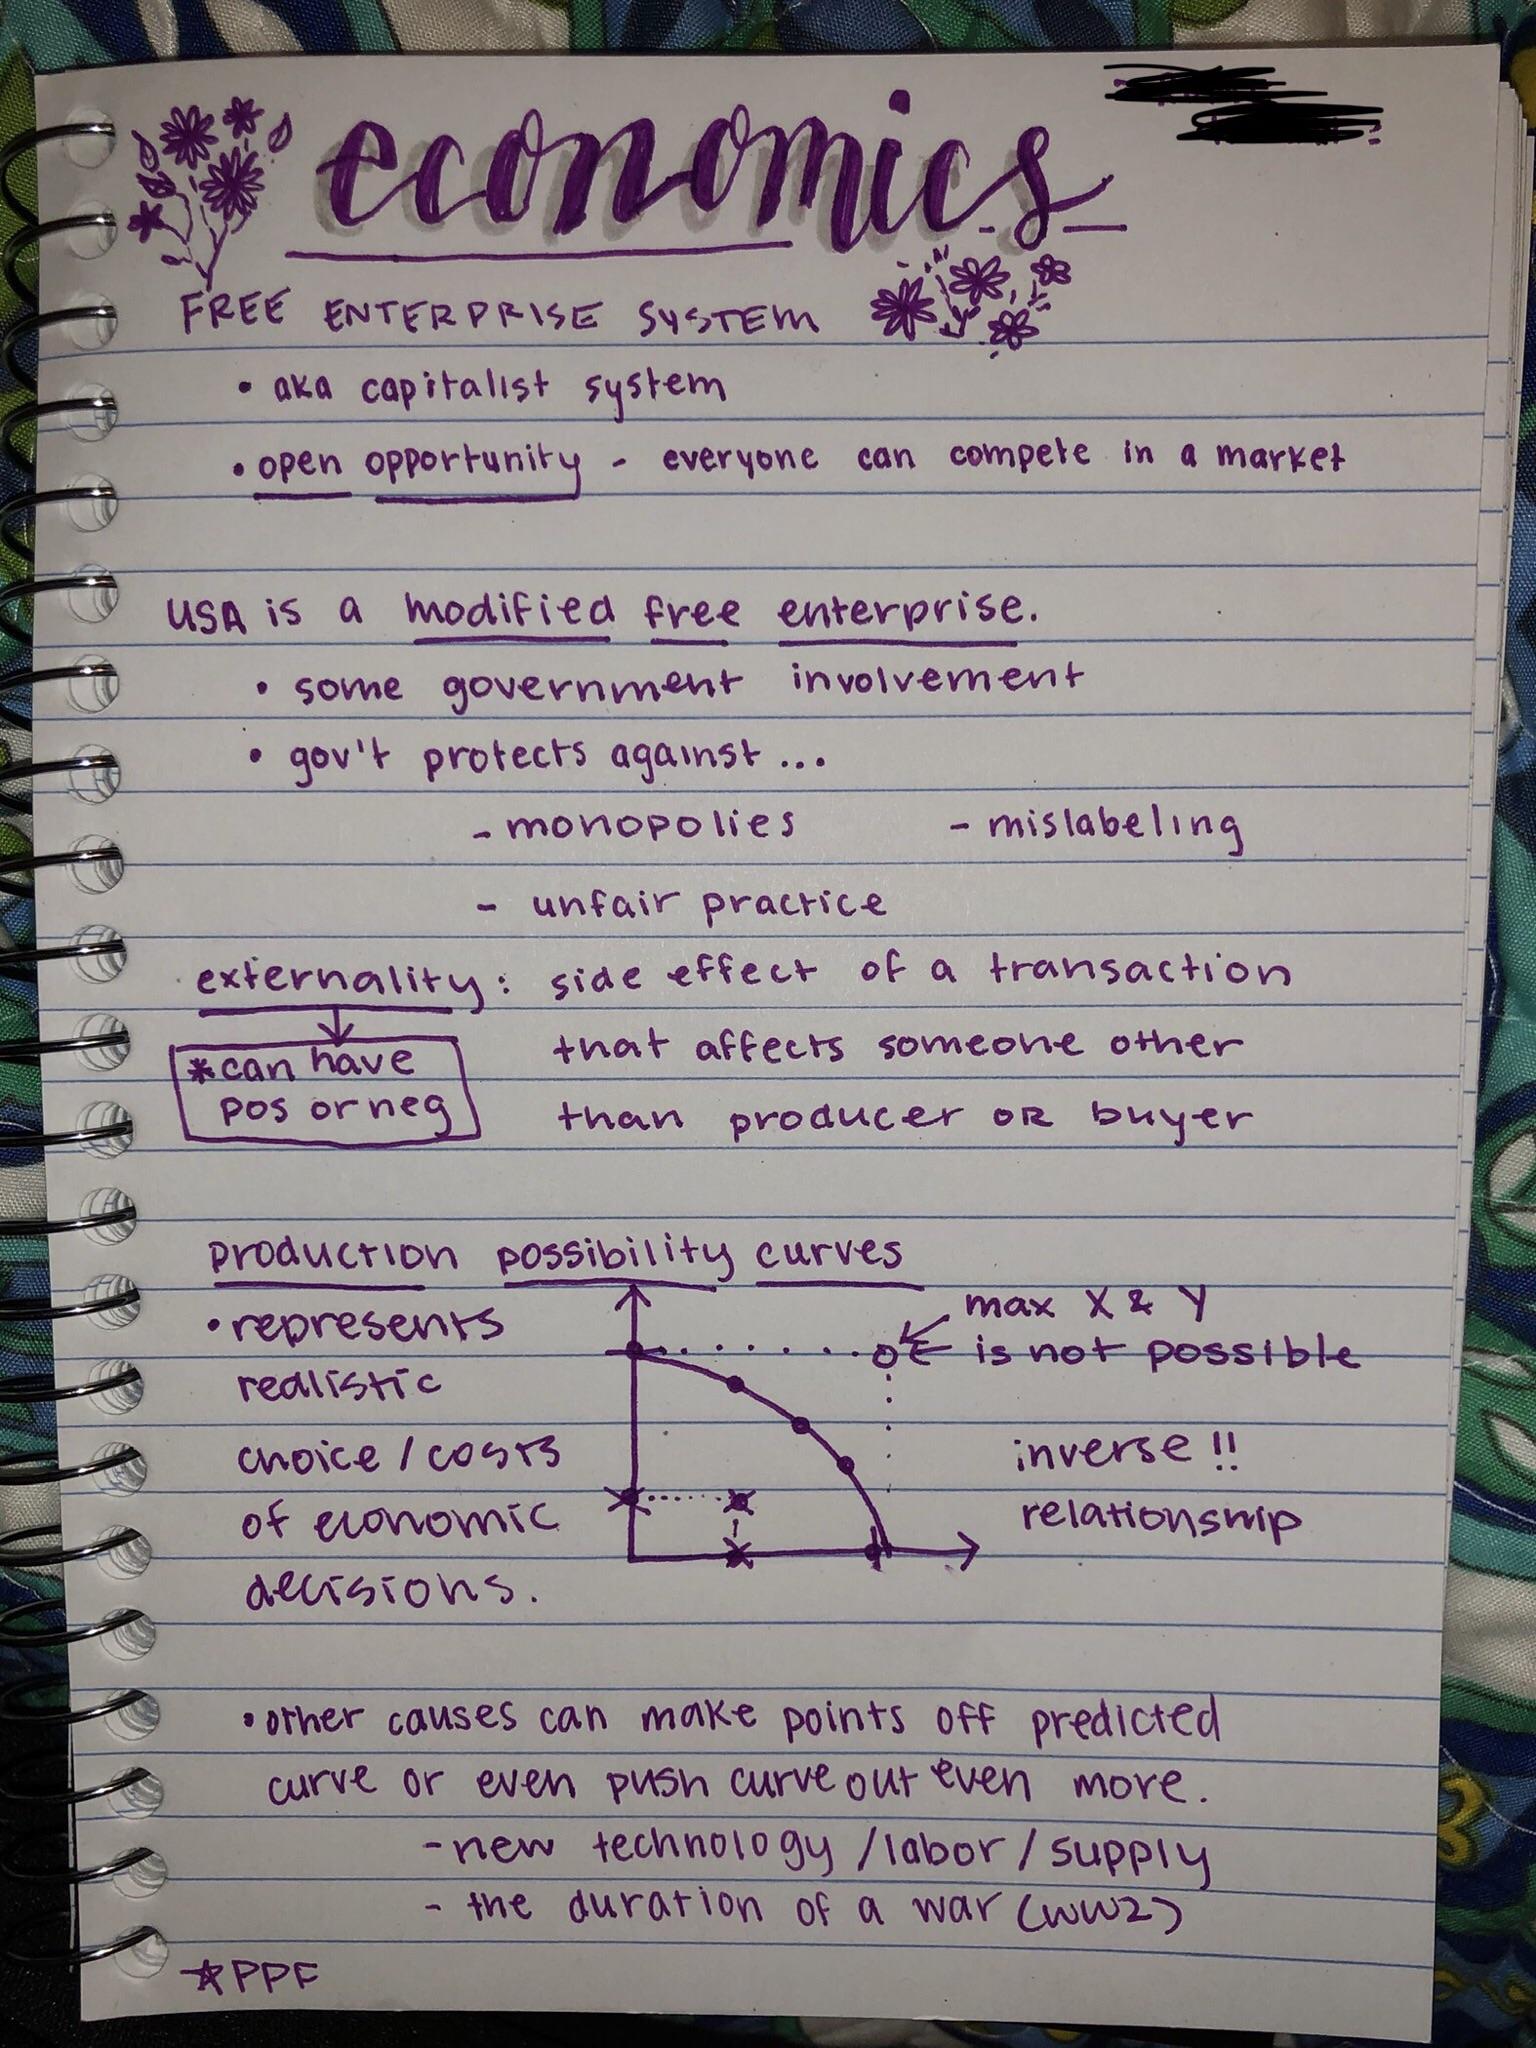 economics
FREE ENTERPRISE SYSTEM
• aka capitalist system
• open opportunity - everyone can compete in a market
USA is a modified free enterprise.
• some government involvement
• gov't protects against ...
- monopolies - mislabeling
- unfair practice
externality: side effect of a transaction
that affects someone other
than producer OR buyer
*can have
pos or neg
production possibility curves
• represents
realistic
choice / costs
of economic
decisions.
max X & Y
is not possible
inverse !!
relationship
• other causes can make points off predicted
curve or even push curve out even more.
- new technology / labor / supply
- the duration of a war (WW2)
☆PPF